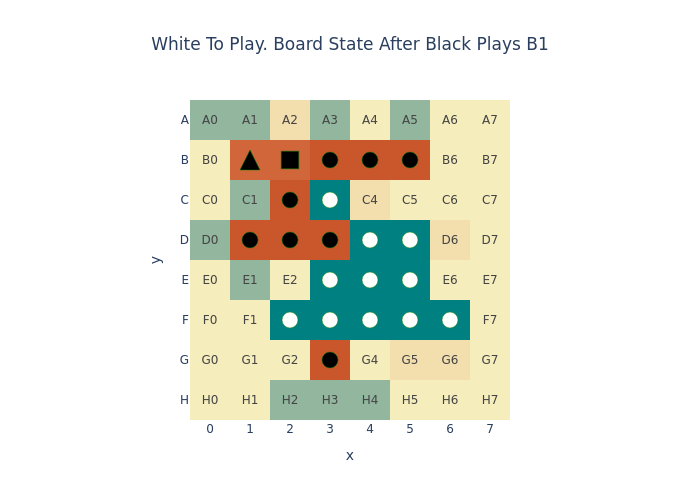 White To Play. Board State After Black Plays B1
A A0 A1 A2 A3 A4 A5 A6 A7
B B0 B6 B7
C C0 C1 C4 C5 C6 C7
D D0 D6 D7
y
E E0 E1 E2 E6 E7
F F0 F1 F7
G G0 G1 G2 G4 G5 G6 G7
H H0 H1 H2 H3 H4 H5 H6 H7
0 1 2 3 4 5 6 7
x